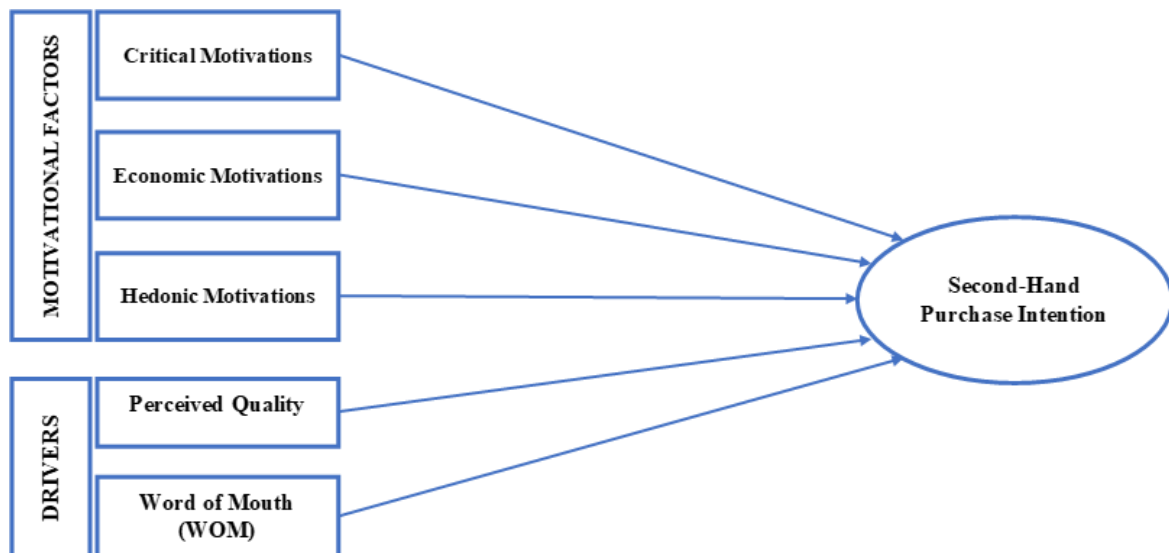 MOTIVATIONAL FACTORS
Critical Motivations
Economic Motivations
Hedonic Motivations
DRIVERS
Perceived Quality
Word of Mouth
(WOM)
Second-Hand
Purchase Intention